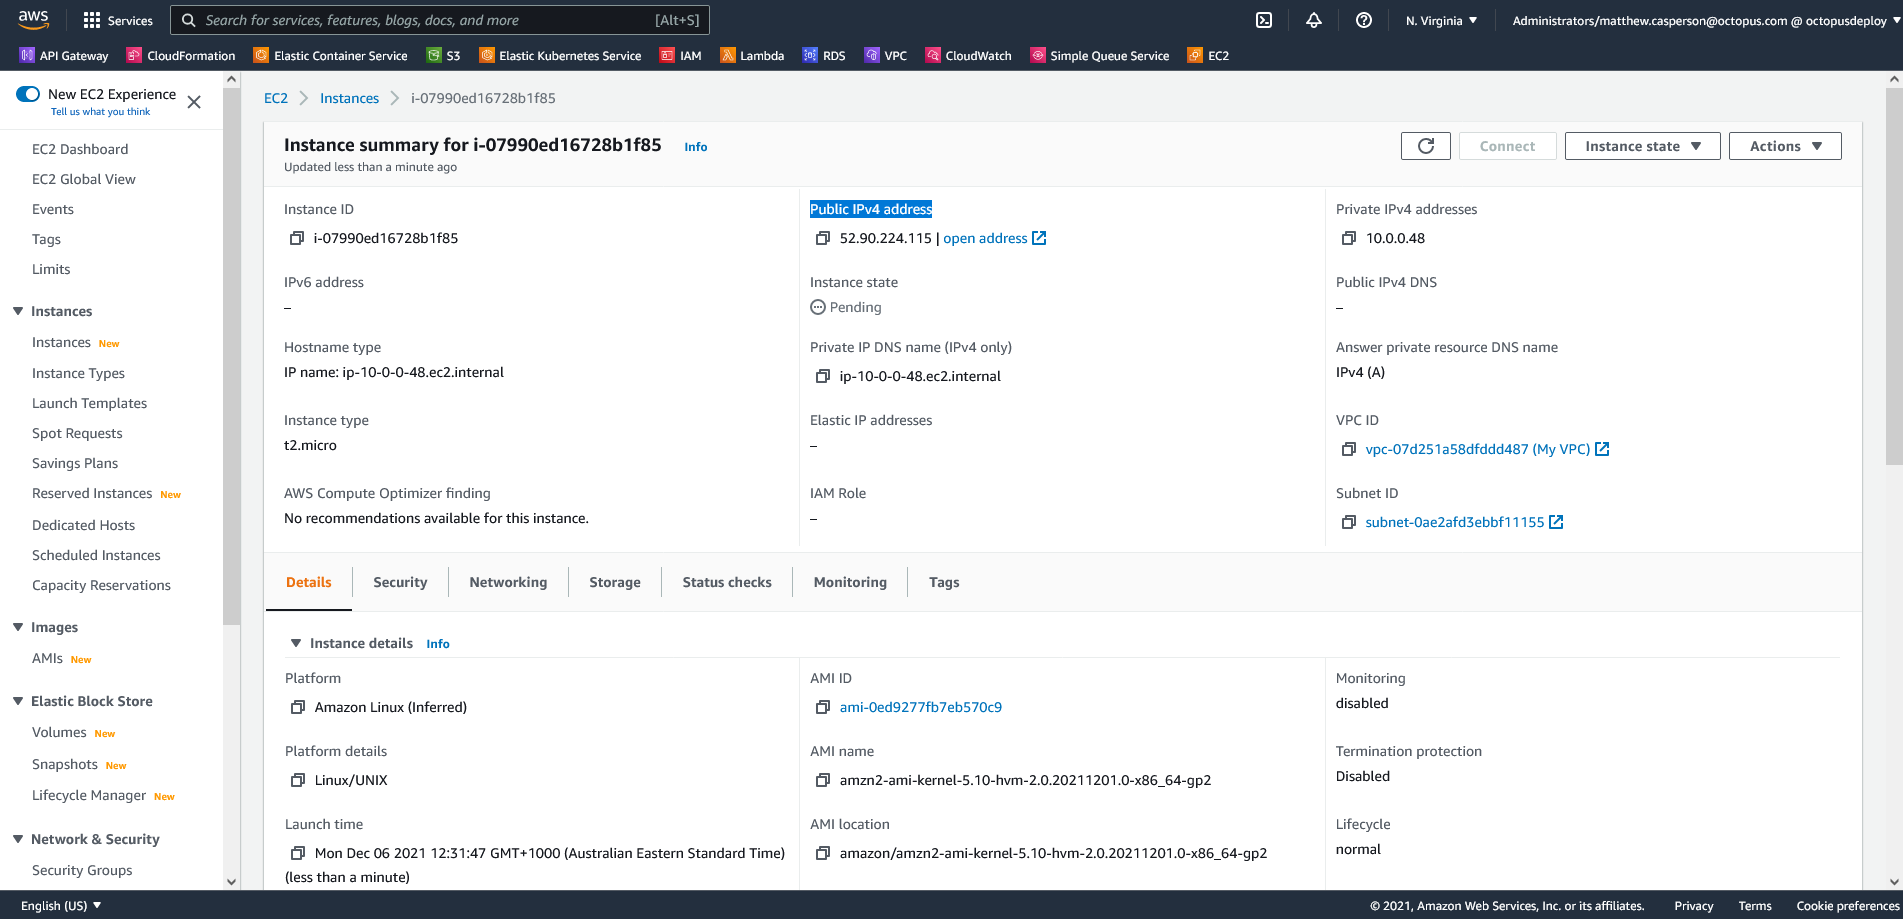 aws
Services
Search for services, features, blogs, docs, and more [Alt+S]
N. Virginia ▼
Administrators/matthew.casperson@octopus.com @ octopusdeploy ▼
API Gateway CloudFormation Elastic Container Service S3 Elastic Kubernetes Service IAM Lambda RDS VPC CloudWatch Simple Queue Service EC2
New EC2 Experience
Tell us what you think
EC2 Dashboard
EC2 Global View
Events
Tags
Limits
Instances
Instances New
Instance Types
Launch Templates
Spot Requests
Savings Plans
Reserved Instances New
Dedicated Hosts
Scheduled Instances
Capacity Reservations
Images
AMIs New
Elastic Block Store
Volumes New
Snapshots New
Lifecycle Manager New
Network & Security
Security Groups
EC2 > Instances > i-07990ed16728b1f85
Instance summary for i-07990ed16728b1f85 Info
Updated less than a minute ago
Connect
Instance state ▼
Actions ▼
Instance ID
i-07990ed16728b1f85
Public IPv4 address
52.90.224.115 | open address
Private IPv4 addresses
10.0.0.48
IPv6 address
–
Instance state
Pending
Public IPv4 DNS
–
Hostname type
IP name: ip-10-0-0-48.ec2.internal
Private IP DNS name (IPv4 only)
ip-10-0-0-48.ec2.internal
Answer private resource DNS name
IPv4 (A)
Instance type
t2.micro
Elastic IP addresses
–
VPC ID
vpc-07d251a58dfddd487 (My VPC)
AWS Compute Optimizer finding
No recommendations available for this instance.
IAM Role
–
Subnet ID
subnet-0ae2afd3ebbf11155
Details Security Networking Storage Status checks Monitoring Tags
Instance details Info
Platform
Amazon Linux (Inferred)
AMI ID
ami-0ed9277fb7eb570c9
Monitoring
disabled
Platform details
Linux/UNIX
AMI name
amzn2-ami-kernel-5.10-hvm-2.0.20211201.0-x86_64-gp2
Termination protection
Disabled
Launch time
Mon Dec 06 2021 12:31:47 GMT+1000 (Australian Eastern Standard Time)
(less than a minute)
AMI location
amazon/amzn2-ami-kernel-5.10-hvm-2.0.20211201.0-x86_64-gp2
Lifecycle
normal
English (US) ▼
© 2021, Amazon Web Services, Inc. or its affiliates. Privacy Terms Cookie preferences